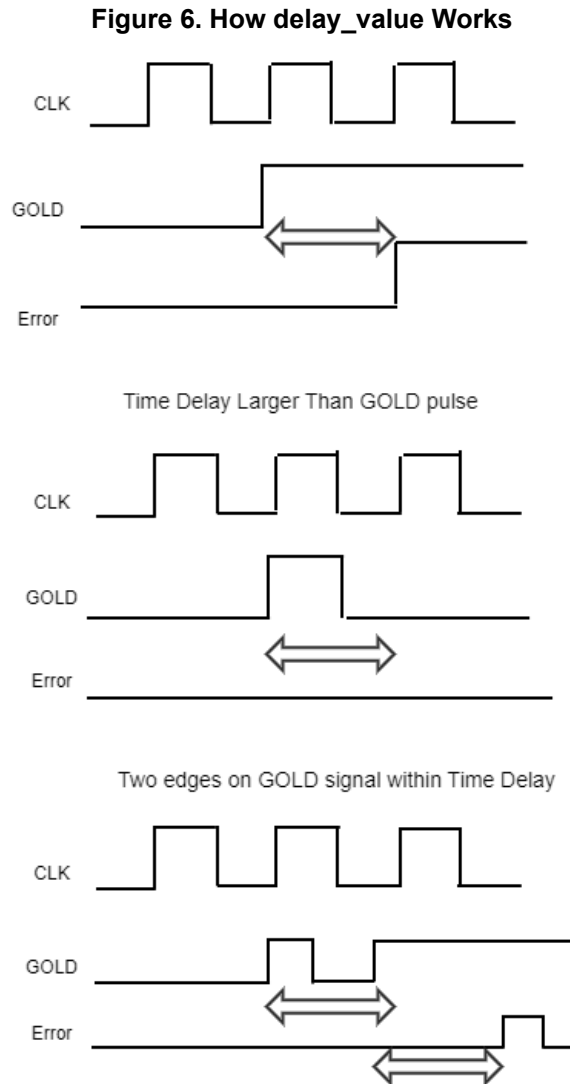 Figure 6. How delay_value Works
CLK
GOLD
Error
Time Delay Larger Than GOLD pulse
CLK
GOLD
Error
Two edges on GOLD signal within Time Delay
CLK
GOLD
Error